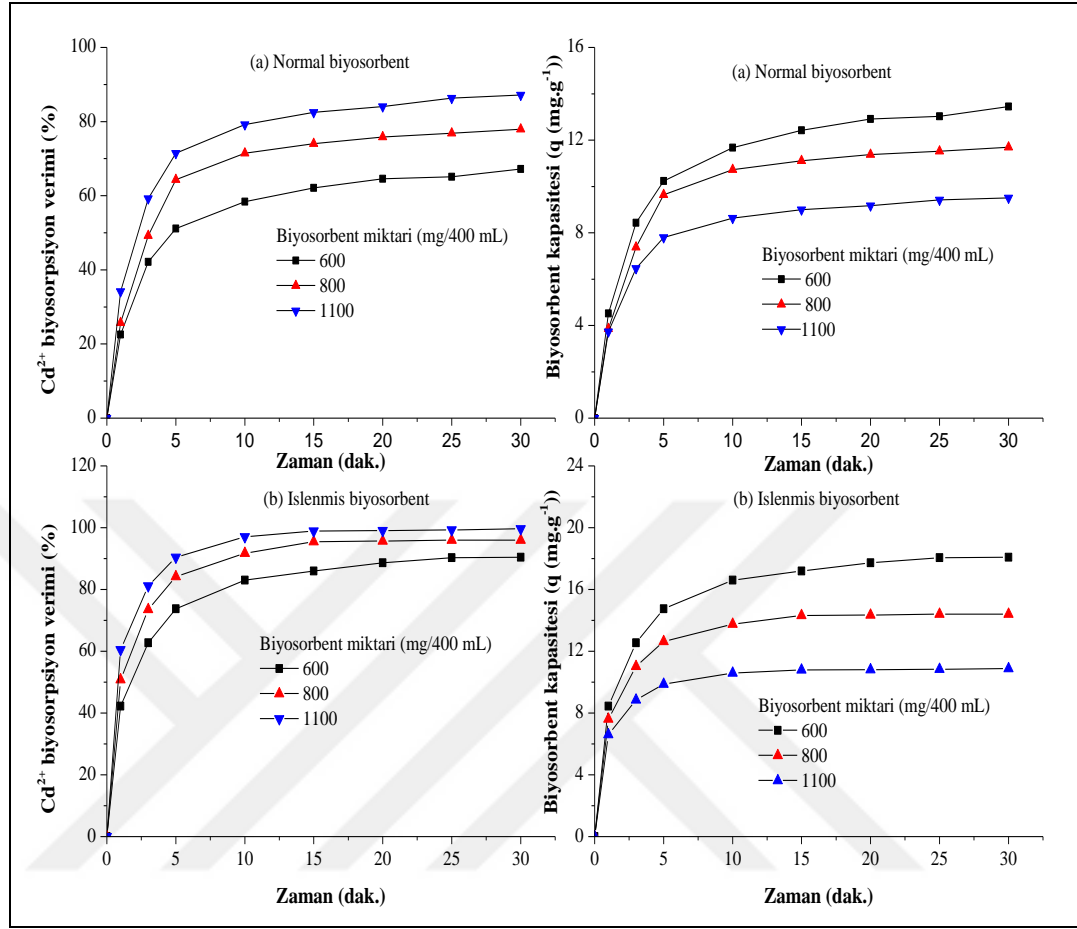 (a) Normal biyosorbent
Cd²⁺ biyosorpsiyon verimi (%)
100
80
60
40
20
0
Biyosorbent miktari (mg/400 mL)
600
800
1100
0 5 10 15 20 25 30
Zaman (dak.)
(a) Normal biyosorbent
Biyosorbent kapasitesi (q (mg.g⁻¹))
16
12
8
4
0
Biyosorbent miktari (mg/400 mL)
600
800
1100
0 5 10 15 20 25 30
Zaman (dak.)
(b) Islenmis biyosorbent
Cd²⁺ biyosorpsiyon verimi (%)
120
100
80
60
40
20
0
Biyosorbent miktari (mg/400 mL)
600
800
1100
0 5 10 15 20 25 30
Zaman (dak.)
(b) Islenmis biyosorbent
Biyosorbent kapasitesi (q (mg.g⁻¹))
24
20
16
12
8
4
0
Biyosorbent miktari (mg/400 mL)
600
800
1100
0 5 10 15 20 25 30
Zaman (dak.)